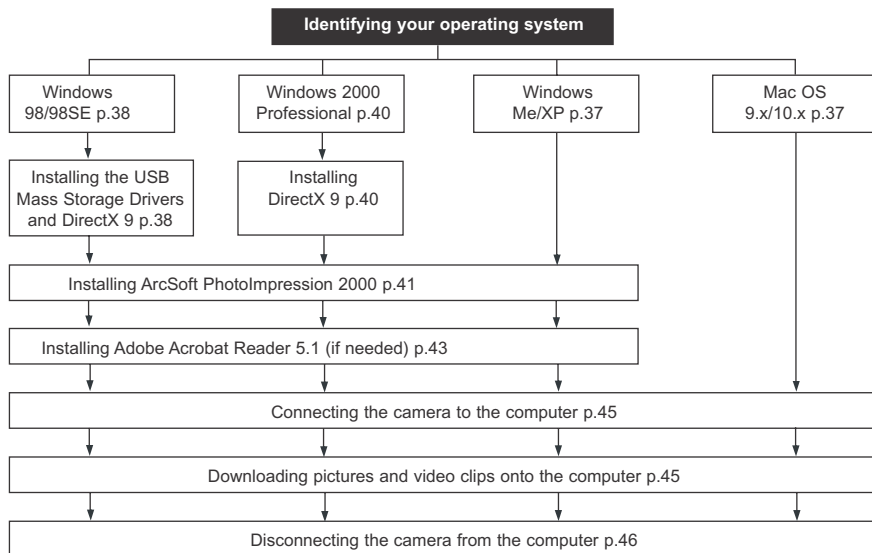 Identifying your operating system
Windows
98/98SE p.38
Windows 2000
Professional p.40
Windows
Me/XP p.37
Mac OS
9.x/10.x p.37
Installing the USB
Mass Storage Drivers
and DirectX 9 p.38
Installing
DirectX 9 p.40
Installing ArcSoft PhotoImpression 2000 p.41
Installing Adobe Acrobat Reader 5.1 (if needed) p.43
Connecting the camera to the computer p.45
Downloading pictures and video clips onto the computer p.45
Disconnecting the camera from the computer p.46